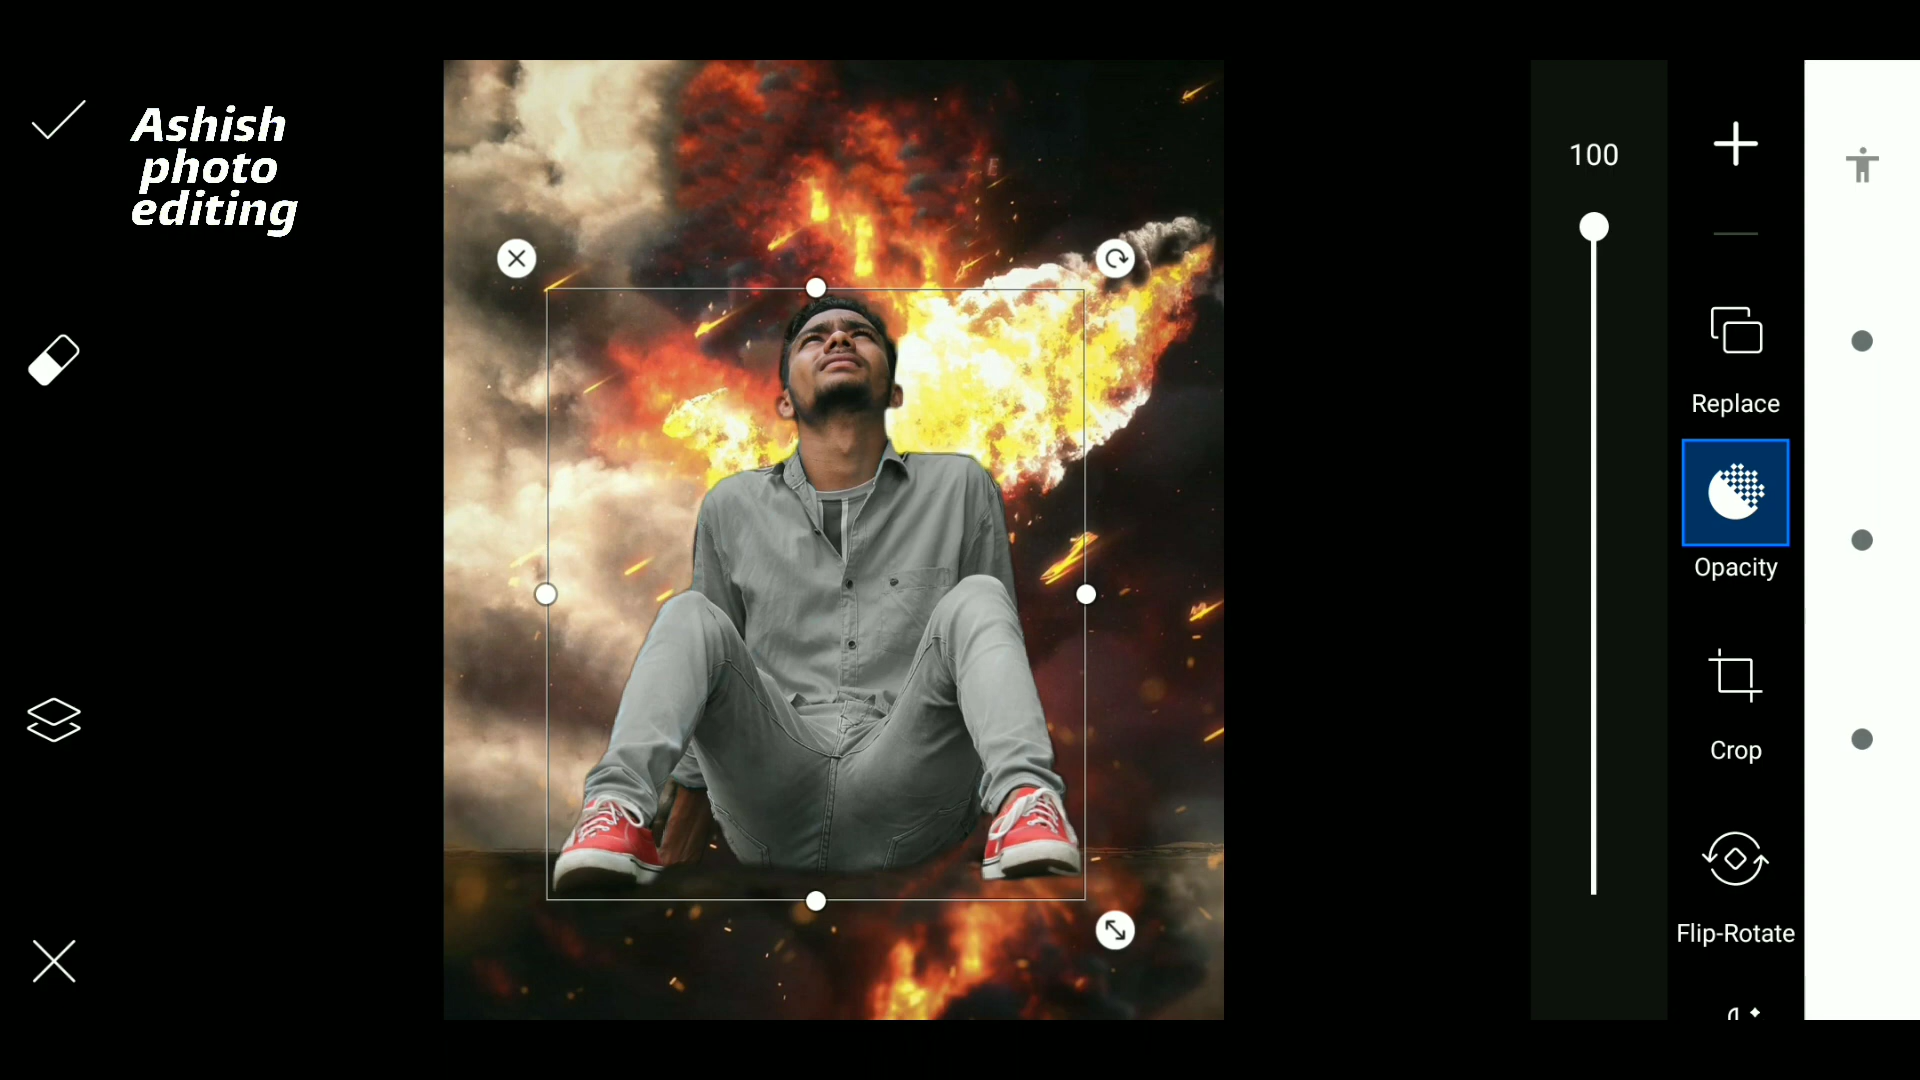 Ashish
photo
editing
E
100
Replace
Opacity
Crop
Flip-Rotate